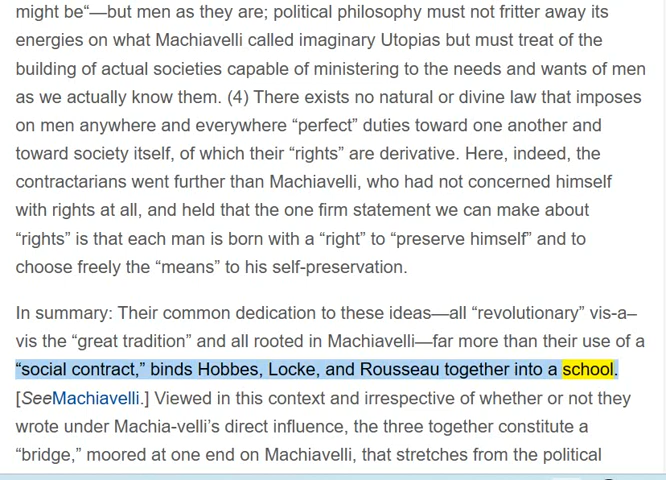 might be“—but men as they are; political philosophy must not fritter away its
energies on what Machiavelli called imaginary Utopias but must treat of the
building of actual societies capable of ministering to the needs and wants of men
as we actually know them. (4) There exists no natural or divine law that imposes
on men anywhere and everywhere “perfect” duties toward one another and
toward society itself, of which their “rights” are derivative. Here, indeed, the
contractarians went further than Machiavelli, who had not concerned himself
with rights at all, and held that the one firm statement we can make about
“rights” is that each man is born with a “right” to “preserve himself” and to
choose freely the “means” to his self-preservation.
In summary: Their common dedication to these ideas—all “revolutionary” vis-a–
vis the “great tradition” and all rooted in Machiavelli—far more than their use of a
“social contract,” binds Hobbes, Locke, and Rousseau together into a school.
[SeeMachiavelli.] Viewed in this context and irrespective of whether or not they
wrote under Machia-velli’s direct influence, the three together constitute a
“bridge,” moored at one end on Machiavelli, that stretches from the political